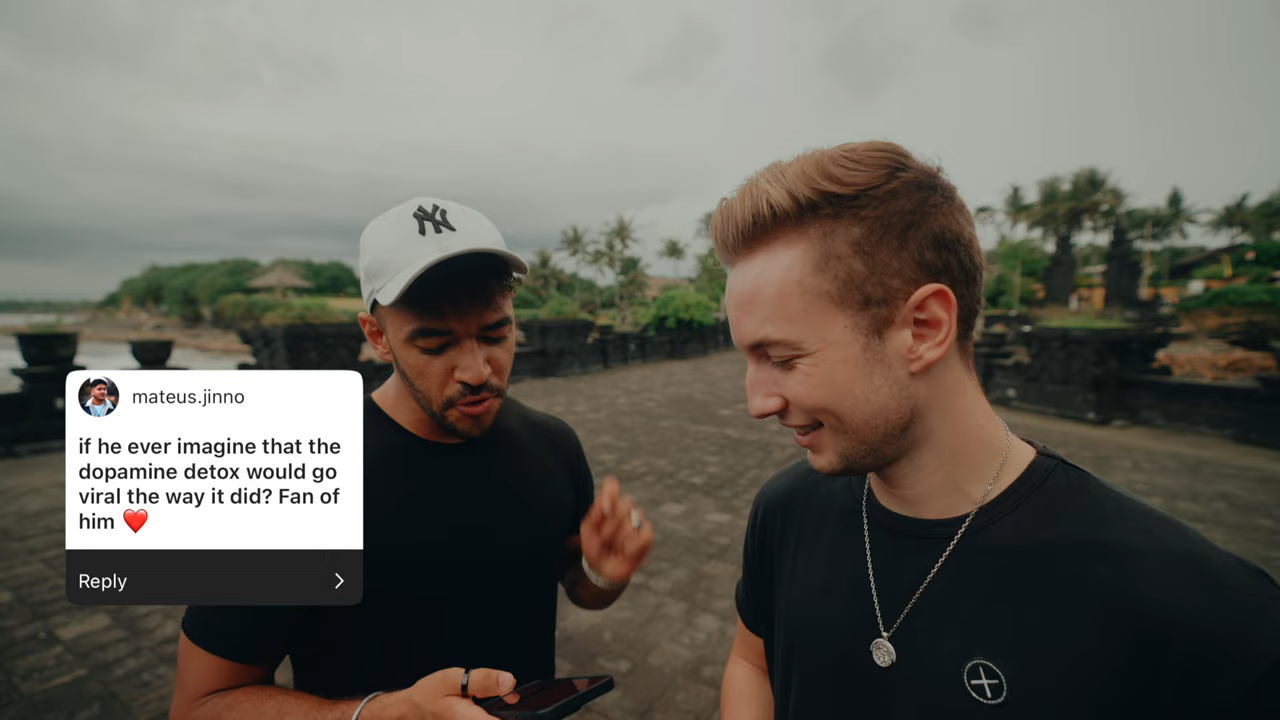 NY
mateus.jinno
if he ever imagine that the
dopamine detox would go
viral the way it did? Fan of
him ❤️
Reply